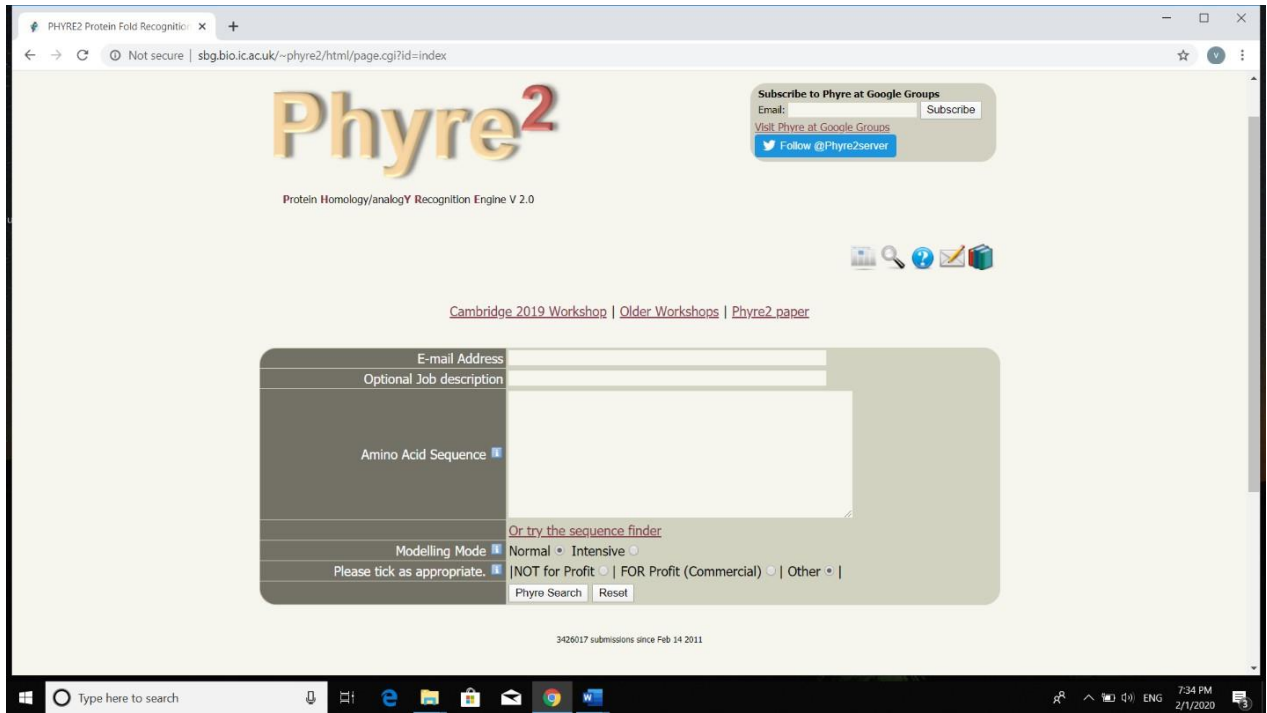 PHYRE2 Protein Fold Recognition
Not secure | sbg.bio.ic.ac.uk/~phyre2/html/page.cgi?id=index
V
Phyre2
Protein Homology/analogY Recognition Engine V 2.0
Subscribe to Phyre at Google Groups
Email: Subscribe
Visit Phyre at Google Groups
Follow @Phyre2server
Cambridge 2019 Workshop | Older Workshops | Phyre2 paper
E-mail Address
Optional Job description
Amino Acid Sequence
Or try the sequence finder
Modelling Mode Normal Intensive
Please tick as appropriate. |NOT for Profit | FOR Profit (Commercial) | Other |
Phyre Search Reset
3426017 submissions since Feb 14 2011
Type here to search
ENG
7:34 PM
2/1/2020
3